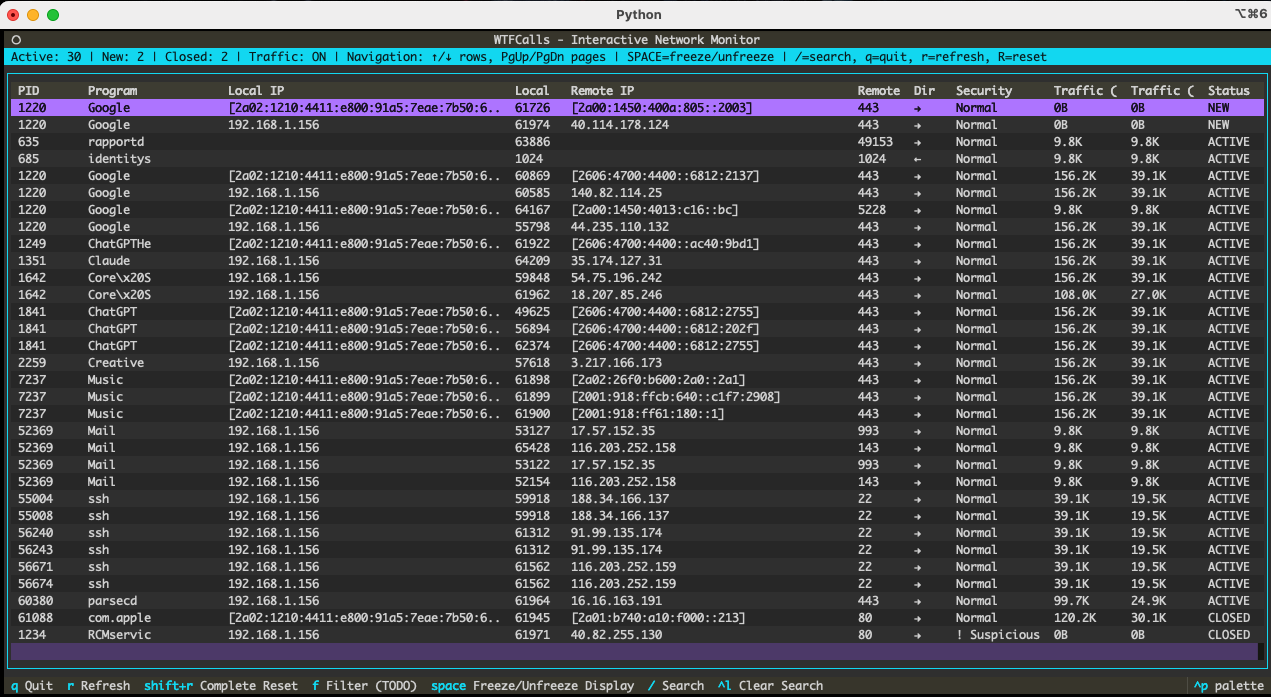 Python
⌥⌘6
WTFCalls - Interactive Network Monitor
Active: 30 | New: 2 | Closed: 2 | Traffic: ON | Navigation: ↑/↓ rows, PgUp/PgDn pages | SPACE=freeze/unfreeze | /=search, q=quit, r=refresh, R=reset
PID Program Local IP Local Remote IP Remote Dir Security Traffic ( Traffic ( Status
1220 Google [2a02:1210:4411:e800:91a5:7eae:7b50:6.. 61726 [2a00:1450:400a:805::2003] 443 → Normal 0B 0B NEW
1220 Google 192.168.1.156 61974 40.114.178.124 443 → Normal 0B 0B NEW
635 rapportd 63886 49153 → Normal 9.8K 9.8K ACTIVE
685 identitys 1024 1024 ← Normal 9.8K 9.8K ACTIVE
1220 Google [2a02:1210:4411:e800:91a5:7eae:7b50:6.. 60869 [2606:4700:4400::6812:2137] 443 → Normal 156.2K 39.1K ACTIVE
1220 Google 192.168.1.156 60585 140.82.114.25 443 → Normal 156.2K 39.1K ACTIVE
1220 Google [2a02:1210:4411:e800:91a5:7eae:7b50:6.. 64167 [2a00:1450:4013:c16::bc] 5228 → Normal 9.8K 9.8K ACTIVE
1220 Google 192.168.1.156 55798 44.235.110.132 443 → Normal 156.2K 39.1K ACTIVE
1249 ChatGPTHe [2a02:1210:4411:e800:91a5:7eae:7b50:6.. 61922 [2606:4700:4400::ac40:9bd1] 443 → Normal 156.2K 39.1K ACTIVE
1351 Claude 192.168.1.156 64209 35.174.127.31 443 → Normal 156.2K 39.1K ACTIVE
1642 Core\x20S 192.168.1.156 59848 54.75.196.242 443 → Normal 156.2K 39.1K ACTIVE
1642 Core\x20S 192.168.1.156 61962 18.207.85.246 443 → Normal 108.0K 27.0K ACTIVE
1841 ChatGPT [2a02:1210:4411:e800:91a5:7eae:7b50:6.. 49625 [2606:4700:4400::6812:2755] 443 → Normal 156.2K 39.1K ACTIVE
1841 ChatGPT [2a02:1210:4411:e800:91a5:7eae:7b50:6.. 56894 [2606:4700:4400::6812:202f] 443 → Normal 156.2K 39.1K ACTIVE
1841 ChatGPT [2a02:1210:4411:e800:91a5:7eae:7b50:6.. 62374 [2606:4700:4400::6812:2755] 443 → Normal 156.2K 39.1K ACTIVE
2259 Creative 192.168.1.156 57618 3.217.166.173 443 → Normal 156.2K 39.1K ACTIVE
7237 Music [2a02:1210:4411:e800:91a5:7eae:7b50:6.. 61898 [2a02:26f0:b600:2a0::2a1] 443 → Normal 156.2K 39.1K ACTIVE
7237 Music [2a02:1210:4411:e800:91a5:7eae:7b50:6.. 61899 [2001:918:ffcb:640::c1f7:2908] 443 → Normal 156.2K 39.1K ACTIVE
7237 Music [2a02:1210:4411:e800:91a5:7eae:7b50:6.. 61900 [2001:918:ff61:180::1] 443 → Normal 156.2K 39.1K ACTIVE
52369 Mail 192.168.1.156 53127 17.57.152.35 993 → Normal 9.8K 9.8K ACTIVE
52369 Mail 192.168.1.156 65428 116.203.252.158 143 → Normal 9.8K 9.8K ACTIVE
52369 Mail 192.168.1.156 53122 17.57.152.35 993 → Normal 9.8K 9.8K ACTIVE
52369 Mail 192.168.1.156 52154 116.203.252.158 143 → Normal 9.8K 9.8K ACTIVE
55004 ssh 192.168.1.156 59918 188.34.166.137 22 → Normal 39.1K 19.5K ACTIVE
55008 ssh 192.168.1.156 59918 188.34.166.137 22 → Normal 39.1K 19.5K ACTIVE
56240 ssh 192.168.1.156 61312 91.99.135.174 22 → Normal 39.1K 19.5K ACTIVE
56243 ssh 192.168.1.156 61312 91.99.135.174 22 → Normal 39.1K 19.5K ACTIVE
56671 ssh 192.168.1.156 61562 116.203.252.159 22 → Normal 39.1K 19.5K ACTIVE
56674 ssh 192.168.1.156 61562 116.203.252.159 22 → Normal 39.1K 19.5K ACTIVE
60380 parsecd 192.168.1.156 61964 16.16.163.191 443 → Normal 99.7K 24.9K ACTIVE
61088 com.apple [2a02:1210:4411:e800:91a5:7eae:7b50:6.. 61945 [2a01:b740:a10:f000::213] 80 → Normal 120.2K 30.1K CLOSED
1234 RCMservic 192.168.1.156 61971 40.82.255.130 80 → ! Suspicious 0B 0B CLOSED
q Quit r Refresh shift+r Complete Reset f Filter (TODO) space Freeze/Unfreeze Display / Search ^l Clear Search ^p palette